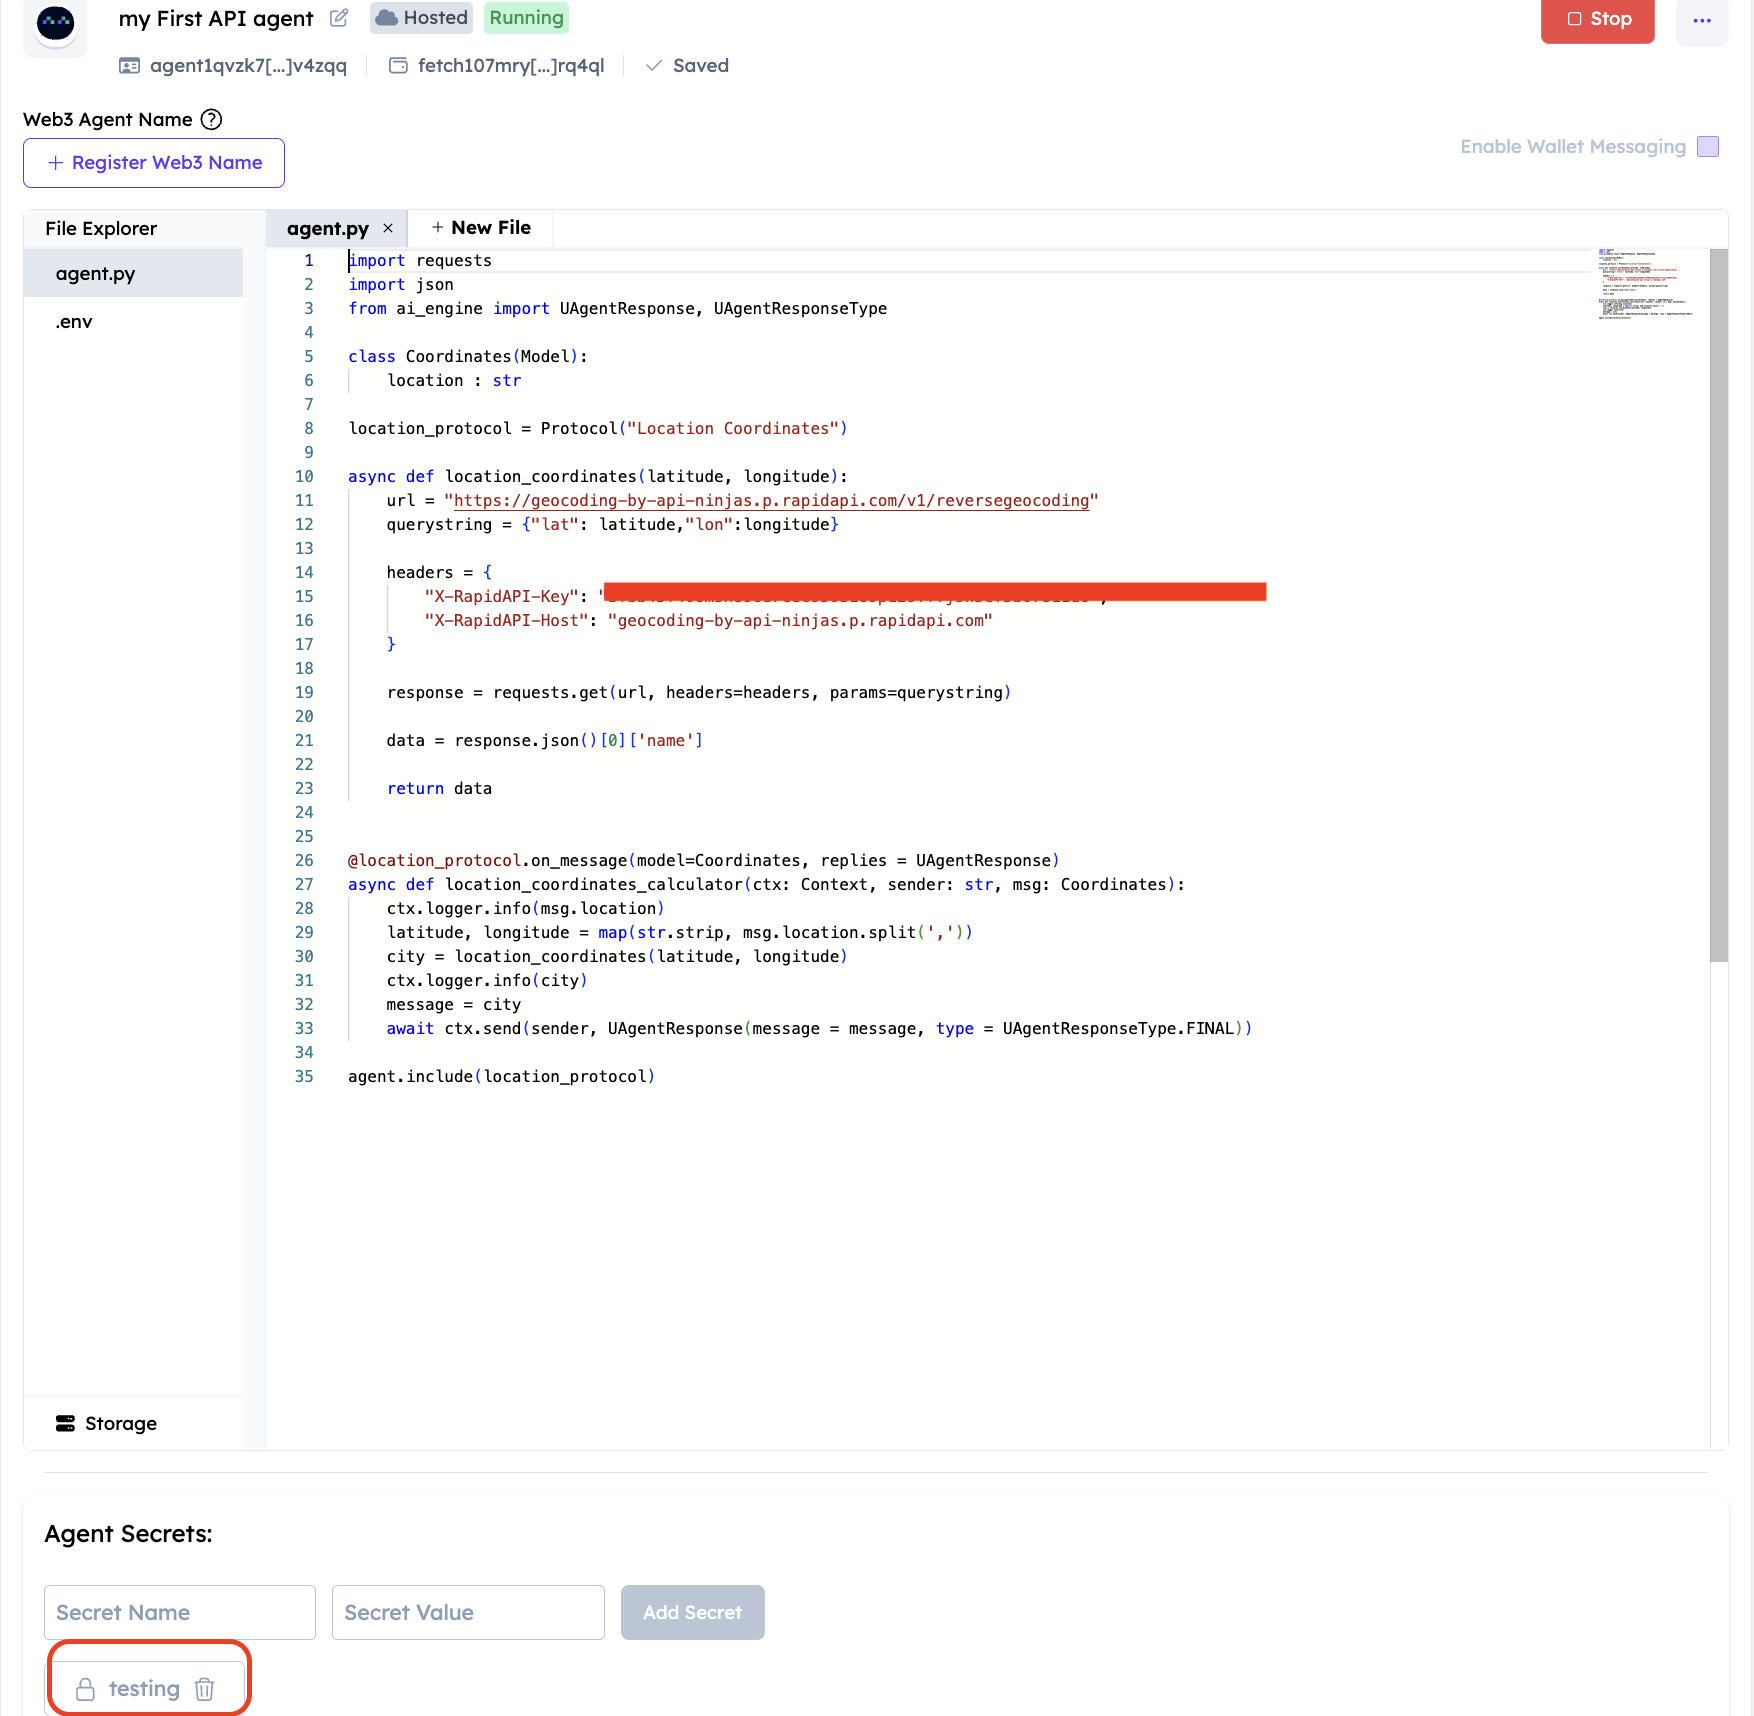 my First API agent Hosted Running Stop
agent1qvzk7[...]v4zqq fetch107mry[...]rq4ql Saved
Web3 Agent Name ?
+ Register Web3 Name
Enable Wallet Messaging
File Explorer agent.py × + New File
agent.py
.env
1 import requests
2 import json
3 from ai_engine import UAgentResponse, UAgentResponseType
4
5 class Coordinates(Model):
6     location : str
7
8 location_protocol = Protocol("Location Coordinates")
9
10 async def location_coordinates(latitude, longitude):
11     url = "https://geocoding-by-api-ninjas.p.rapidapi.com/v1/reversegeocoding"
12     querystring = {"lat": latitude,"lon":longitude}
13
14     headers = {
15         "X-RapidAPI-Key":
16         "X-RapidAPI-Host": "geocoding-by-api-ninjas.p.rapidapi.com"
17     }
18
19     response = requests.get(url, headers=headers, params=querystring)
20
21     data = response.json()[0]['name']
22
23     return data
24
25
26 @location_protocol.on_message(model=Coordinates, replies = UAgentResponse)
27 async def location_coordinates_calculator(ctx: Context, sender: str, msg: Coordinates):
28     ctx.logger.info(msg.location)
29     latitude, longitude = map(str.strip, msg.location.split(','))
30     city = location_coordinates(latitude, longitude)
31     ctx.logger.info(city)
32     message = city
33     await ctx.send(sender, UAgentResponse(message = message, type = UAgentResponseType.FINAL))
34
35 agent.include(location_protocol)
Storage
Agent Secrets:
Secret Name Secret Value Add Secret
testing